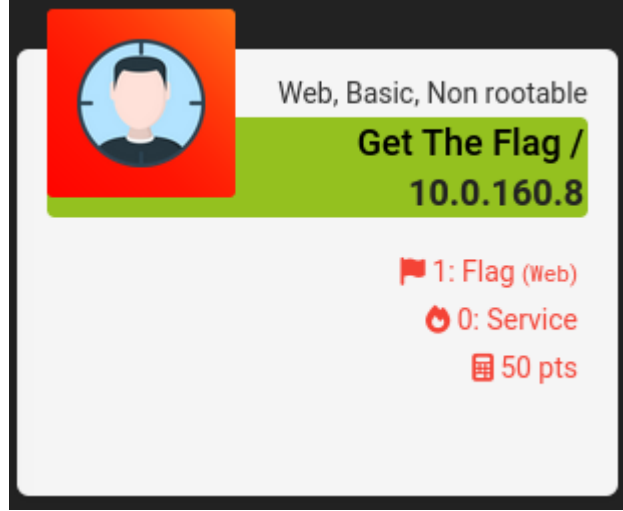 Web, Basic, Non rootable
Get The Flag /
10.0.160.8
1: Flag (Web)
0: Service
50 pts